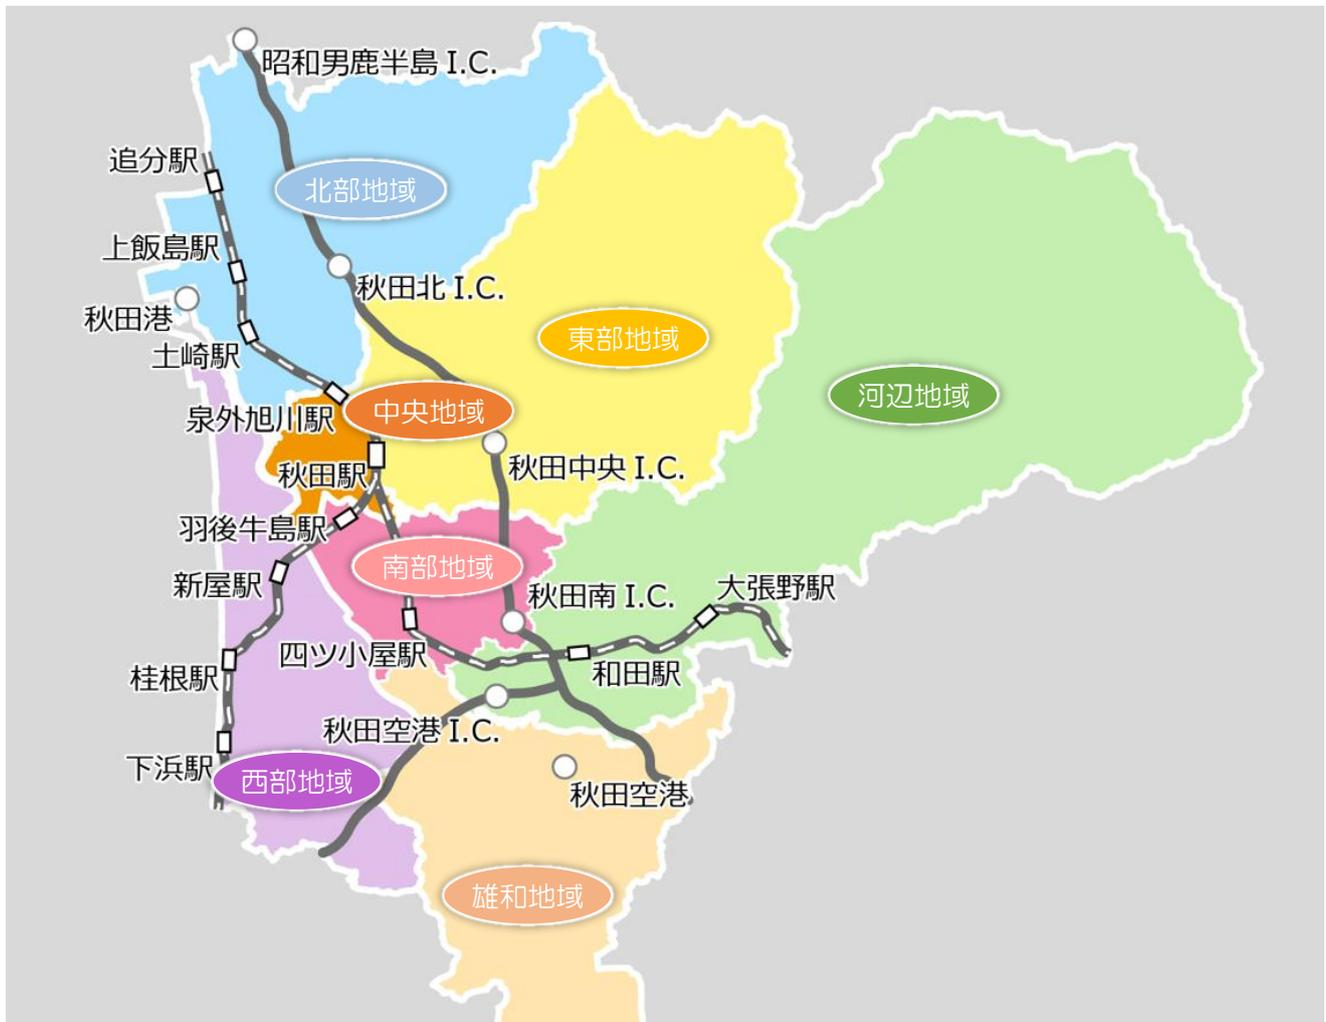 昭和男鹿半島 I.C.
追分駅
北部地域
上飯島駅
秋田北 I.C.
秋田港
土崎駅
東部地域
河辺地域
泉外旭川駅
中央地域
秋田駅
秋田中央 I.C.
羽後牛島駅
南部地域
新屋駅
秋田南 I.C.
大張野駅
四ツ小屋駅
和田駅
桂根駅
秋田空港 I.C.
下浜駅
西部地域
秋田空港
雄和地域